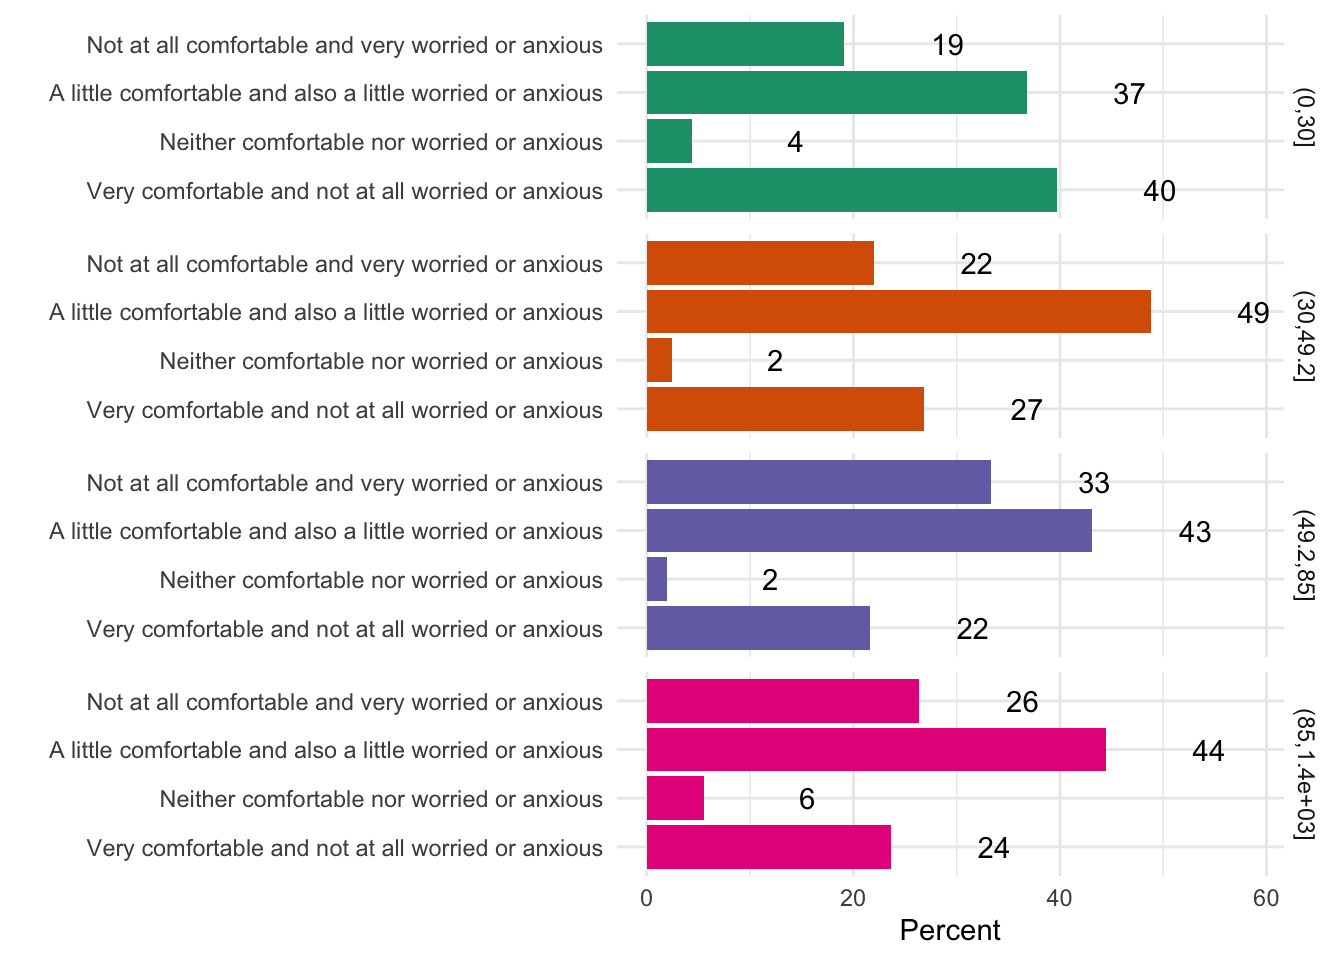 Not at all comfortable and very worried or anxious 19
A little comfortable and also a little worried or anxious 37
Neither comfortable nor worried or anxious 4
Very comfortable and not at all worried or anxious 40
(0,30]
Not at all comfortable and very worried or anxious 22
A little comfortable and also a little worried or anxious 49
Neither comfortable nor worried or anxious 2
Very comfortable and not at all worried or anxious 27
(30,49.2]
Not at all comfortable and very worried or anxious 33
A little comfortable and also a little worried or anxious 43
Neither comfortable nor worried or anxious 2
Very comfortable and not at all worried or anxious 22
(49.2,85]
Not at all comfortable and very worried or anxious 26
A little comfortable and also a little worried or anxious 44
Neither comfortable nor worried or anxious 6
Very comfortable and not at all worried or anxious 24
(85,1.4e+03]
0 20 40 60
Percent